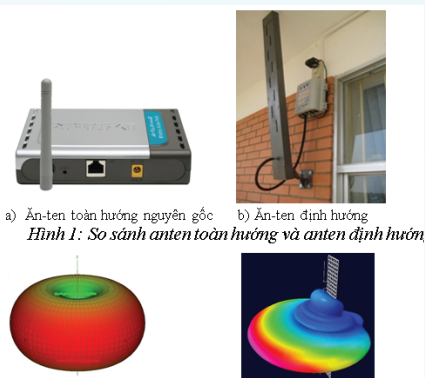 a) Ăn-ten toàn hướng nguyên gốc
b) Ăn-ten định hướng
Hình 1: So sánh anten toàn hướng và anten định hướn